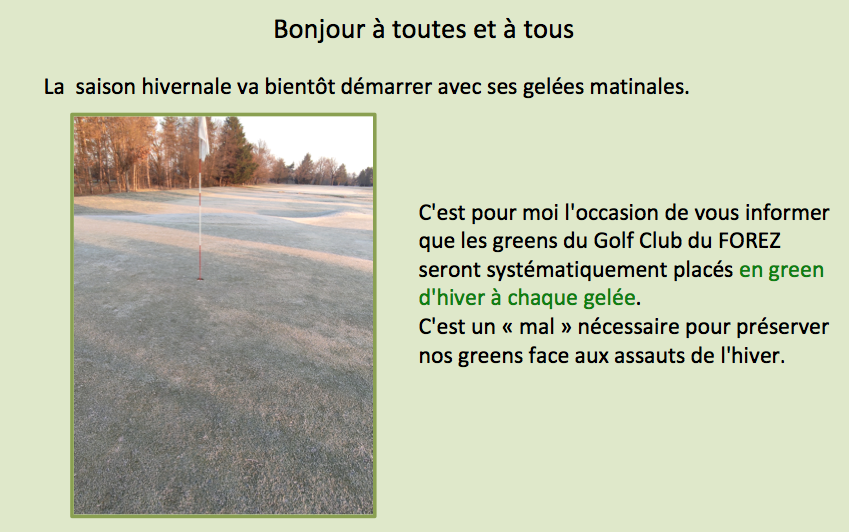 Bonjour à toutes et à tous
La saison hivernale va bientôt démarrer avec ses gelées matinales.
C'est pour moi l'occasion de vous informer
que les greens du Golf Club du FOREZ
seront systématiquement placés en green
d'hiver à chaque gelée.
C'est un « mal » nécessaire pour préserver
nos greens face aux assauts de l'hiver.